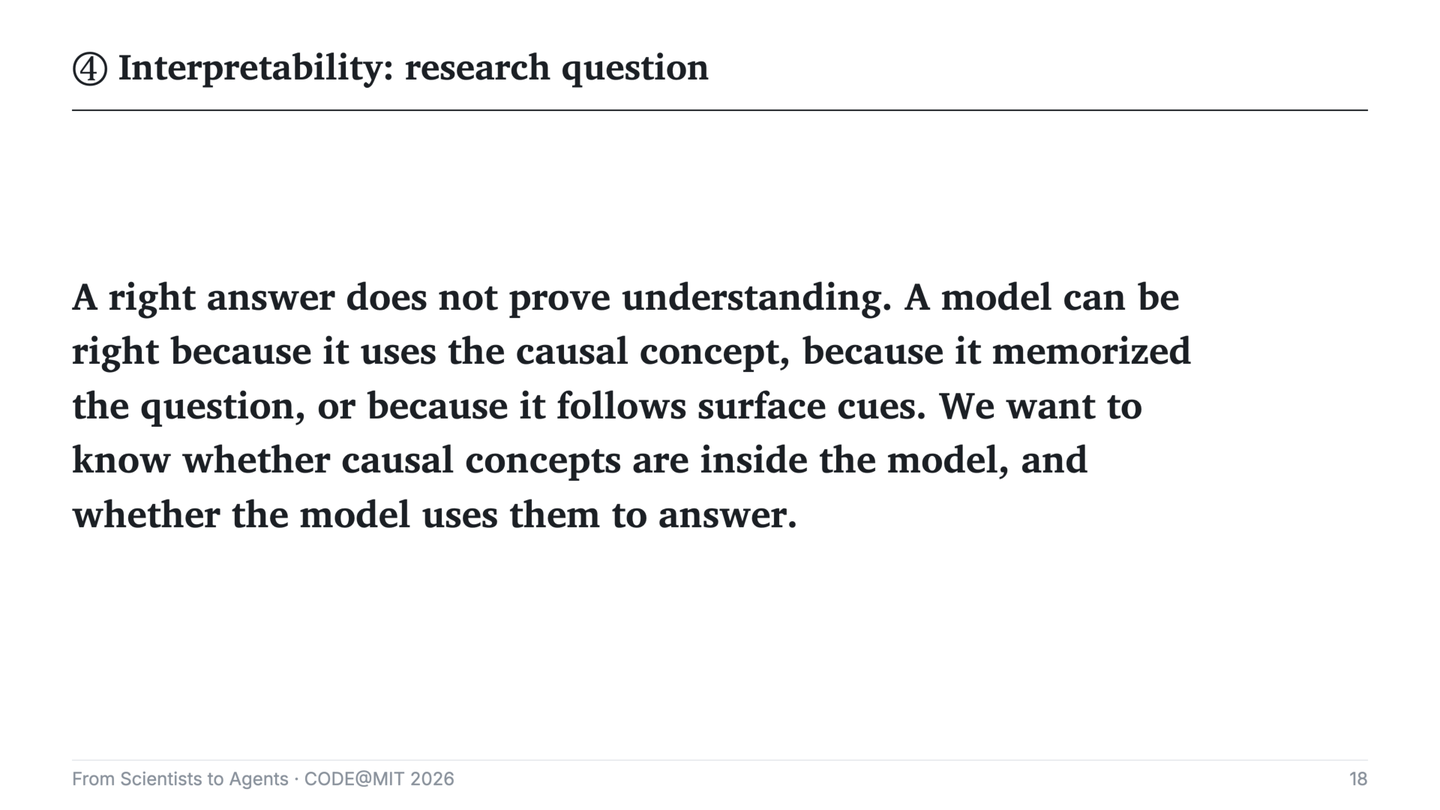 ④ Interpretability: research question
A right answer does not prove understanding. A model can be
right because it uses the causal concept, because it memorized
the question, or because it follows surface cues. We want to
know whether causal concepts are inside the model, and
whether the model uses them to answer.
From Scientists to Agents · CODE@MIT 2026
18